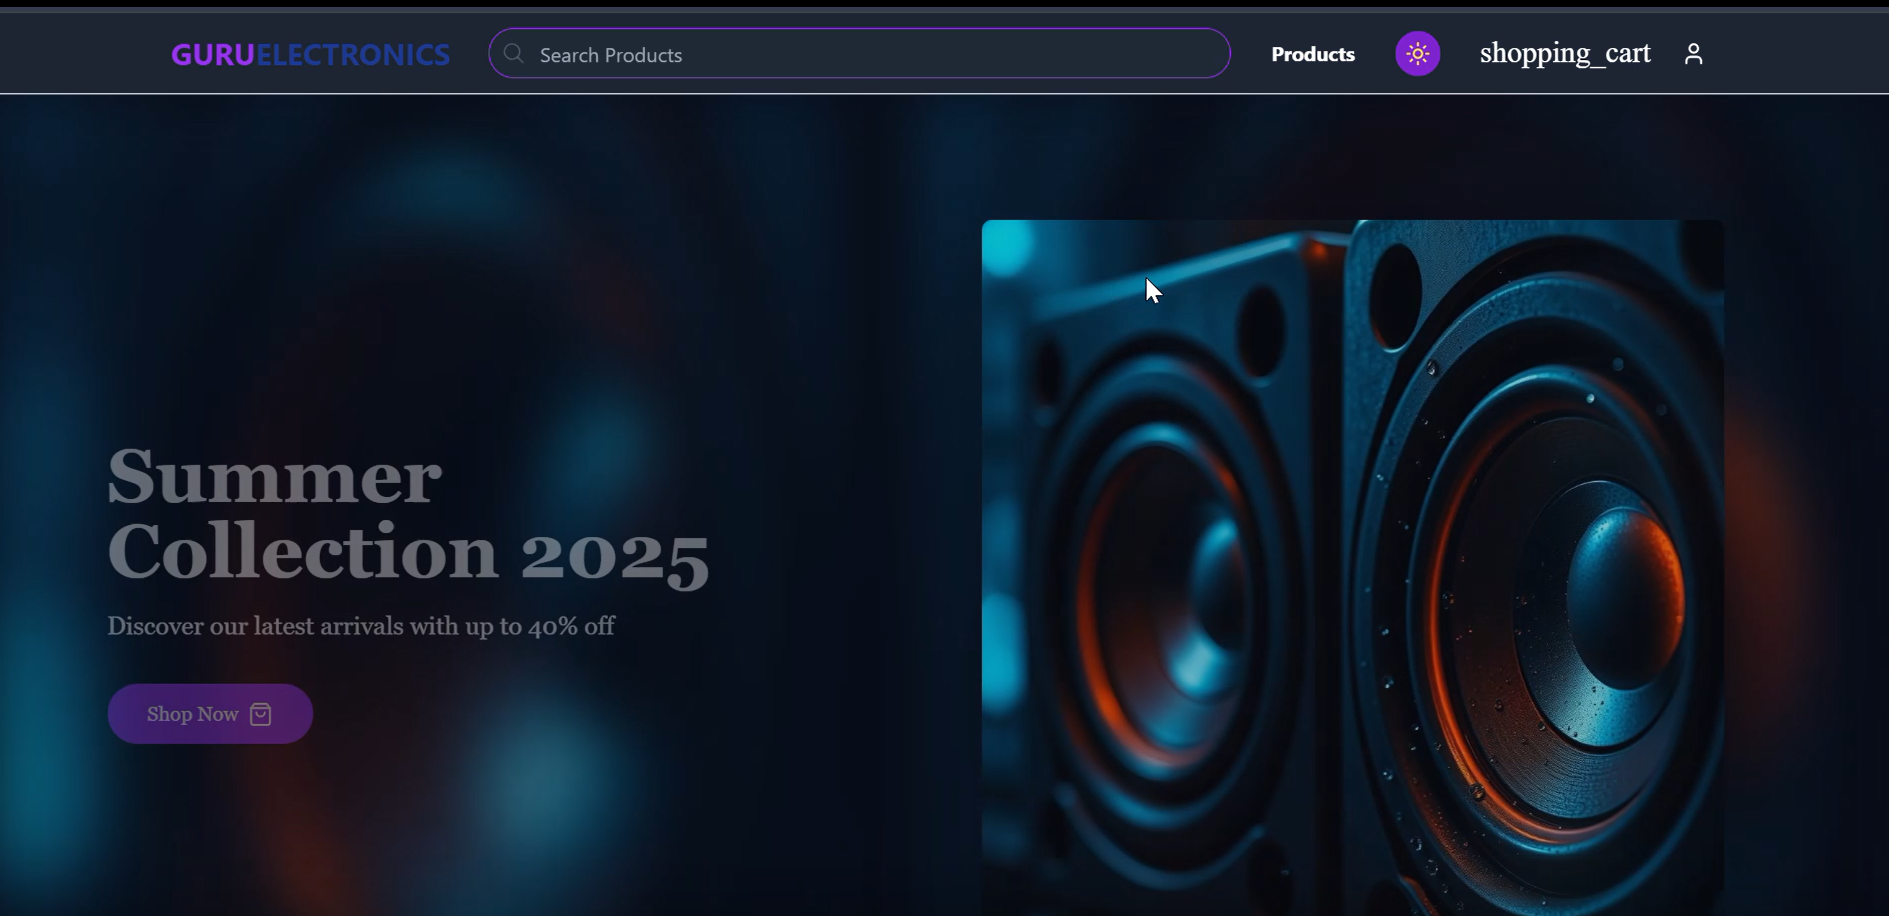 GURUELECTRONICS
Search Products
Products
shopping_cart
Summer
Collection 2025
Discover our latest arrivals with up to 40% off
Shop Now